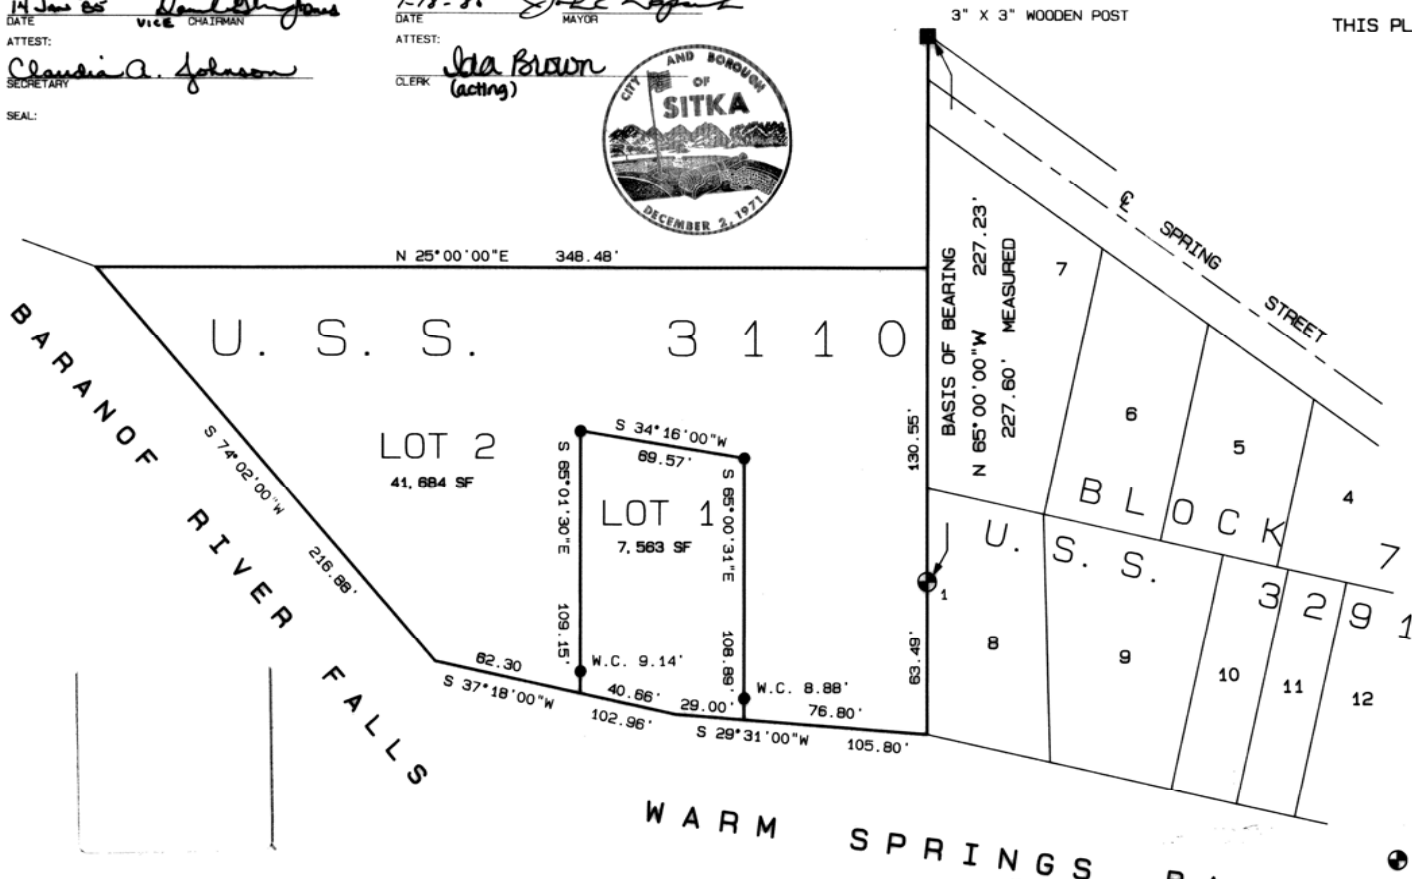 14 Jan 85
DATE VICE CHAIRMAN
ATTEST:
Claudia A. Johnson
SECRETARY
SEAL:
DATE MAYOR
ATTEST:
Ida Brown
CLERK (acting)
CITY AND BOROUGH
OF
SITKA
DECEMBER 2, 1971
3" X 3" WOODEN POST
THIS PL
℄ SPRING STREET
N 25°00'00"E 348.48'
U. S. S. 3110
BARANOF RIVER FALLS
S 74°02'00"W 216.88'
LOT 2
41,684 SF
S 34°16'00"W
69.57'
S 65°01'30"E 109.15'
LOT 1
7,563 SF
S 65°00'31"E 108.89'
W.C. 9.14'
W.C. 8.88'
62.30
S 37°18'00"W
40.66'
102.96'
29.00'
76.80'
S 29°31'00"W 105.80'
130.55'
63.49'
1
BASIS OF BEARING
N 65°00'00"W 227.23'
227.60' MEASURED
7
6
5
4
BLOCK 7
U. S. S. 3291
8
9
10
11
12
WARM SPRINGS